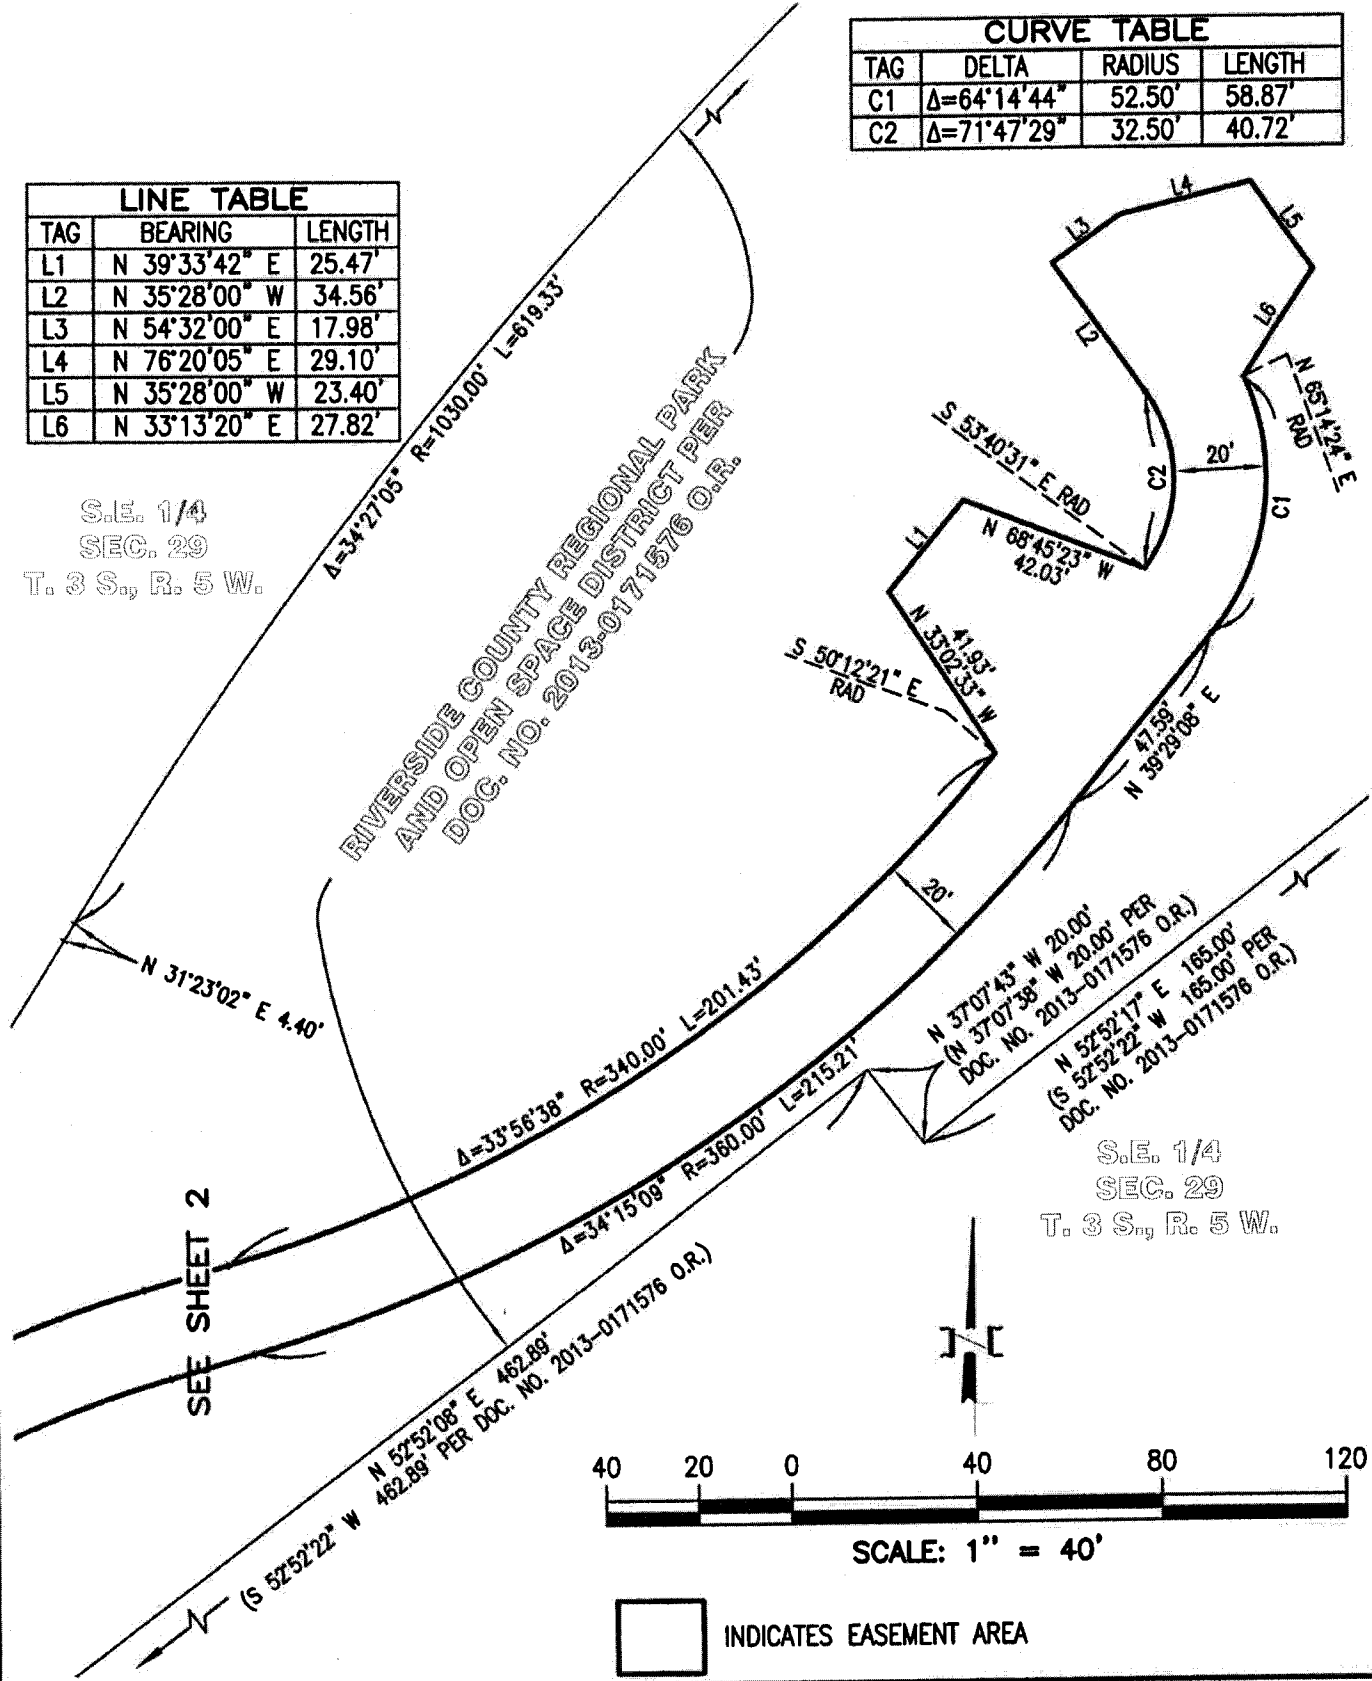 CURVE TABLE
TAG DELTA RADIUS LENGTH
C1 Δ=64°14'44" 52.50' 58.87'
C2 Δ=71°47'29" 32.50' 40.72'
LINE TABLE
TAG BEARING LENGTH
L1 N 39°33'42" E 25.47'
L2 N 35°28'00" W 34.56'
L3 N 54°32'00" E 17.98'
L4 N 76°20'05" E 29.10'
L5 N 35°28'00" W 23.40'
L6 N 33°13'20" E 27.82'
L4
L3
L5
L2
L6
N 65°14'24" E
RAD
Δ=34°27'05" R=1030.00' L=619.33'
S.E. 1/4
SEC. 29
T. 3 S., R. 5 W.
RIVERSIDE COUNTY REGIONAL PARK
AND OPEN SPACE DISTRICT PER
DOC. NO. 2013-0171576 O.R.
S 53°40'31" E RAD
C2
20'
C1
L1
N 68°45'23" W
42.03'
41.93'
N 33°02'33" W
S 50°12'21" E
RAD
47.59'
N 39°29'08" E
20'
N 31°23'02" E 4.40'
N 37°07'43" W 20.00'
(N 37°07'38" W 20.00' PER
DOC. NO. 2013-0171576 O.R.)
N 52°52'17" E 165.00'
(S 52°52'22" W 165.00' PER
DOC. NO. 2013-0171576 O.R.)
Δ=33°56'38" R=340.00' L=201.43'
Δ=34°15'09" R=360.00' L=215.21'
S.E. 1/4
SEC. 29
T. 3 S., R. 5 W.
SEE SHEET 2
N 52°52'08" E 462.89'
(S 52°52'22" W 462.89' PER DOC. NO. 2013-0171576 O.R.)
N
40 20 0 40 80 120
SCALE: 1" = 40'
INDICATES EASEMENT AREA